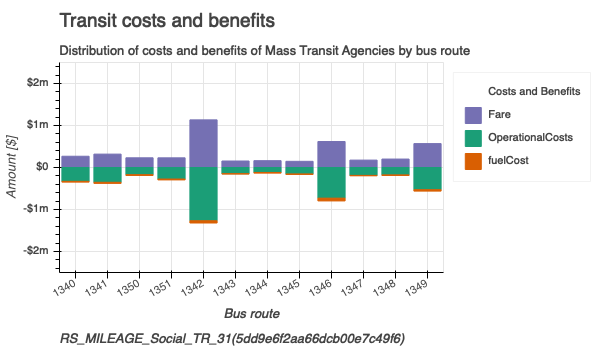 Transit costs and benefits
Distribution of costs and benefits of Mass Transit Agencies by bus route
$2m
$1m
$0
-$1m
-$2m
Amount [$]
1340 1341 1350 1351 1342 1343 1344 1345 1346 1347 1348 1349
Bus route
Costs and Benefits
Fare
OperationalCosts
fuelCost
RS_MILEAGE_Social_TR_31(5dd9e6f2aa66dcb00e7c49f6)